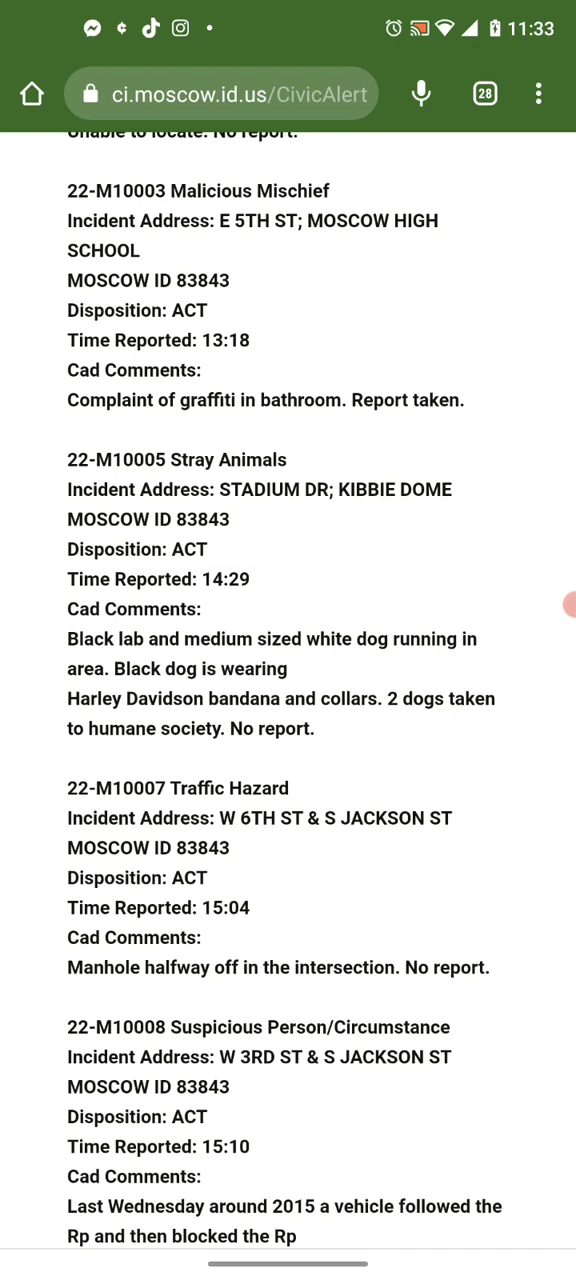 11:33
ci.moscow.id.us/CivicAlert
28
Unable to locate. No report.
22-M10003 Malicious Mischief
Incident Address: E 5TH ST; MOSCOW HIGH
SCHOOL
MOSCOW ID 83843
Disposition: ACT
Time Reported: 13:18
Cad Comments:
Complaint of graffiti in bathroom. Report taken.
22-M10005 Stray Animals
Incident Address: STADIUM DR; KIBBIE DOME
MOSCOW ID 83843
Disposition: ACT
Time Reported: 14:29
Cad Comments:
Black lab and medium sized white dog running in
area. Black dog is wearing
Harley Davidson bandana and collars. 2 dogs taken
to humane society. No report.
22-M10007 Traffic Hazard
Incident Address: W 6TH ST & S JACKSON ST
MOSCOW ID 83843
Disposition: ACT
Time Reported: 15:04
Cad Comments:
Manhole halfway off in the intersection. No report.
22-M10008 Suspicious Person/Circumstance
Incident Address: W 3RD ST & S JACKSON ST
MOSCOW ID 83843
Disposition: ACT
Time Reported: 15:10
Cad Comments:
Last Wednesday around 2015 a vehicle followed the
Rp and then blocked the Rp